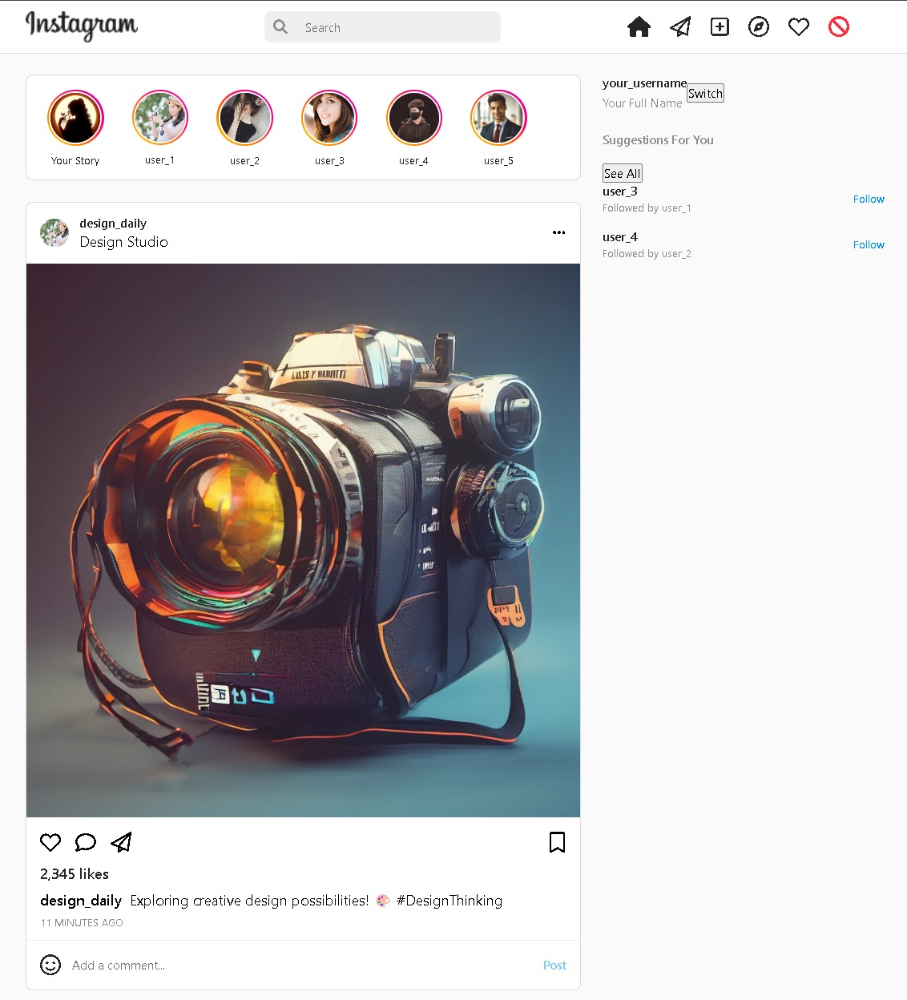 Instagram
Search
Your Story
user_1
user_2
user_3
user_4
user_5
your_username
Your Full Name
Switch
Suggestions For You
See All
user_3
Followed by user_1
Follow
user_4
Followed by user_2
Follow
design_daily
Design Studio
2,345 likes
design_daily Exploring creative design possibilities! 🎨 #DesignThinking
11 MINUTES AGO
Add a comment...
Post